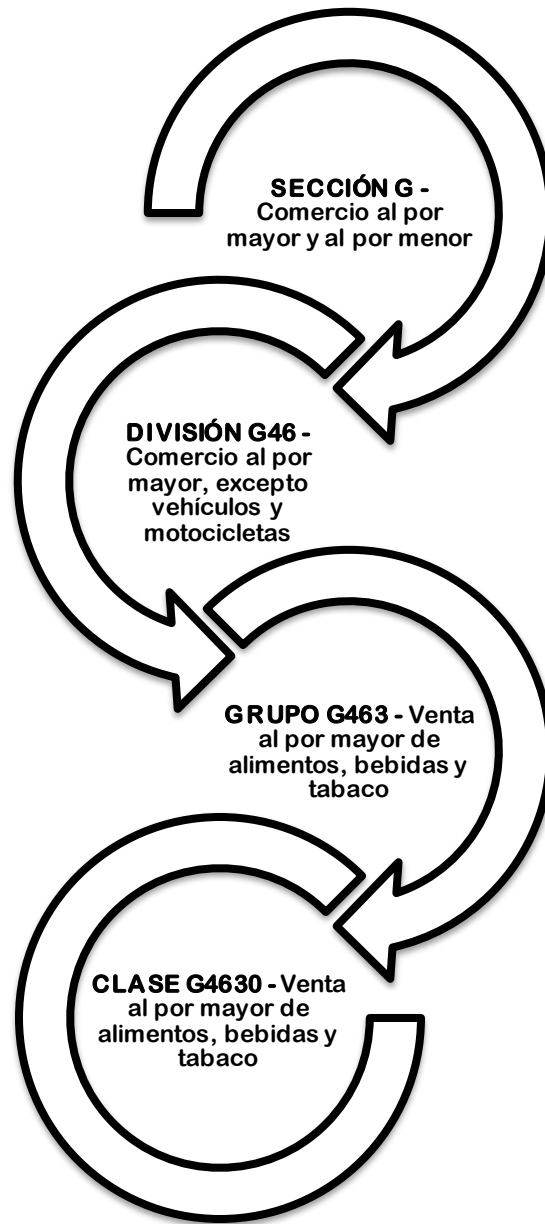 SECCIÓN G -
Comercio al por
mayor y al por menor
DIVISIÓN G46 -
Comercio al por
mayor, excepto
vehículos y
motocicletas
GRUPO G463 - Venta
al por mayor de
alimentos, bebidas y
tabaco
CLASE G4630 - Venta
al por mayor de
alimentos, bebidas y
tabaco